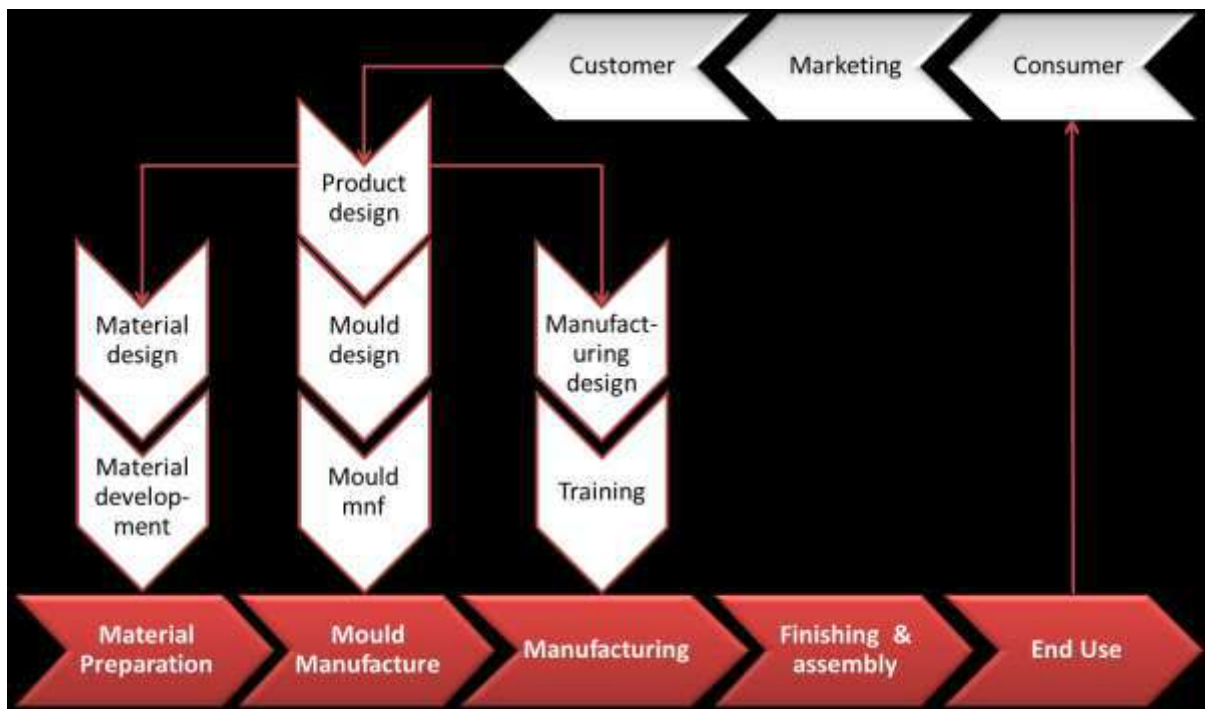 Customer
Marketing
Consumer
Product
design
Material
design
Mould
design
Manufact-
uring
design
Material
develop-
ment
Mould
mnf
Training
Material
Preparation
Mould
Manufacture
Manufacturing
Finishing &
assembly
End Use